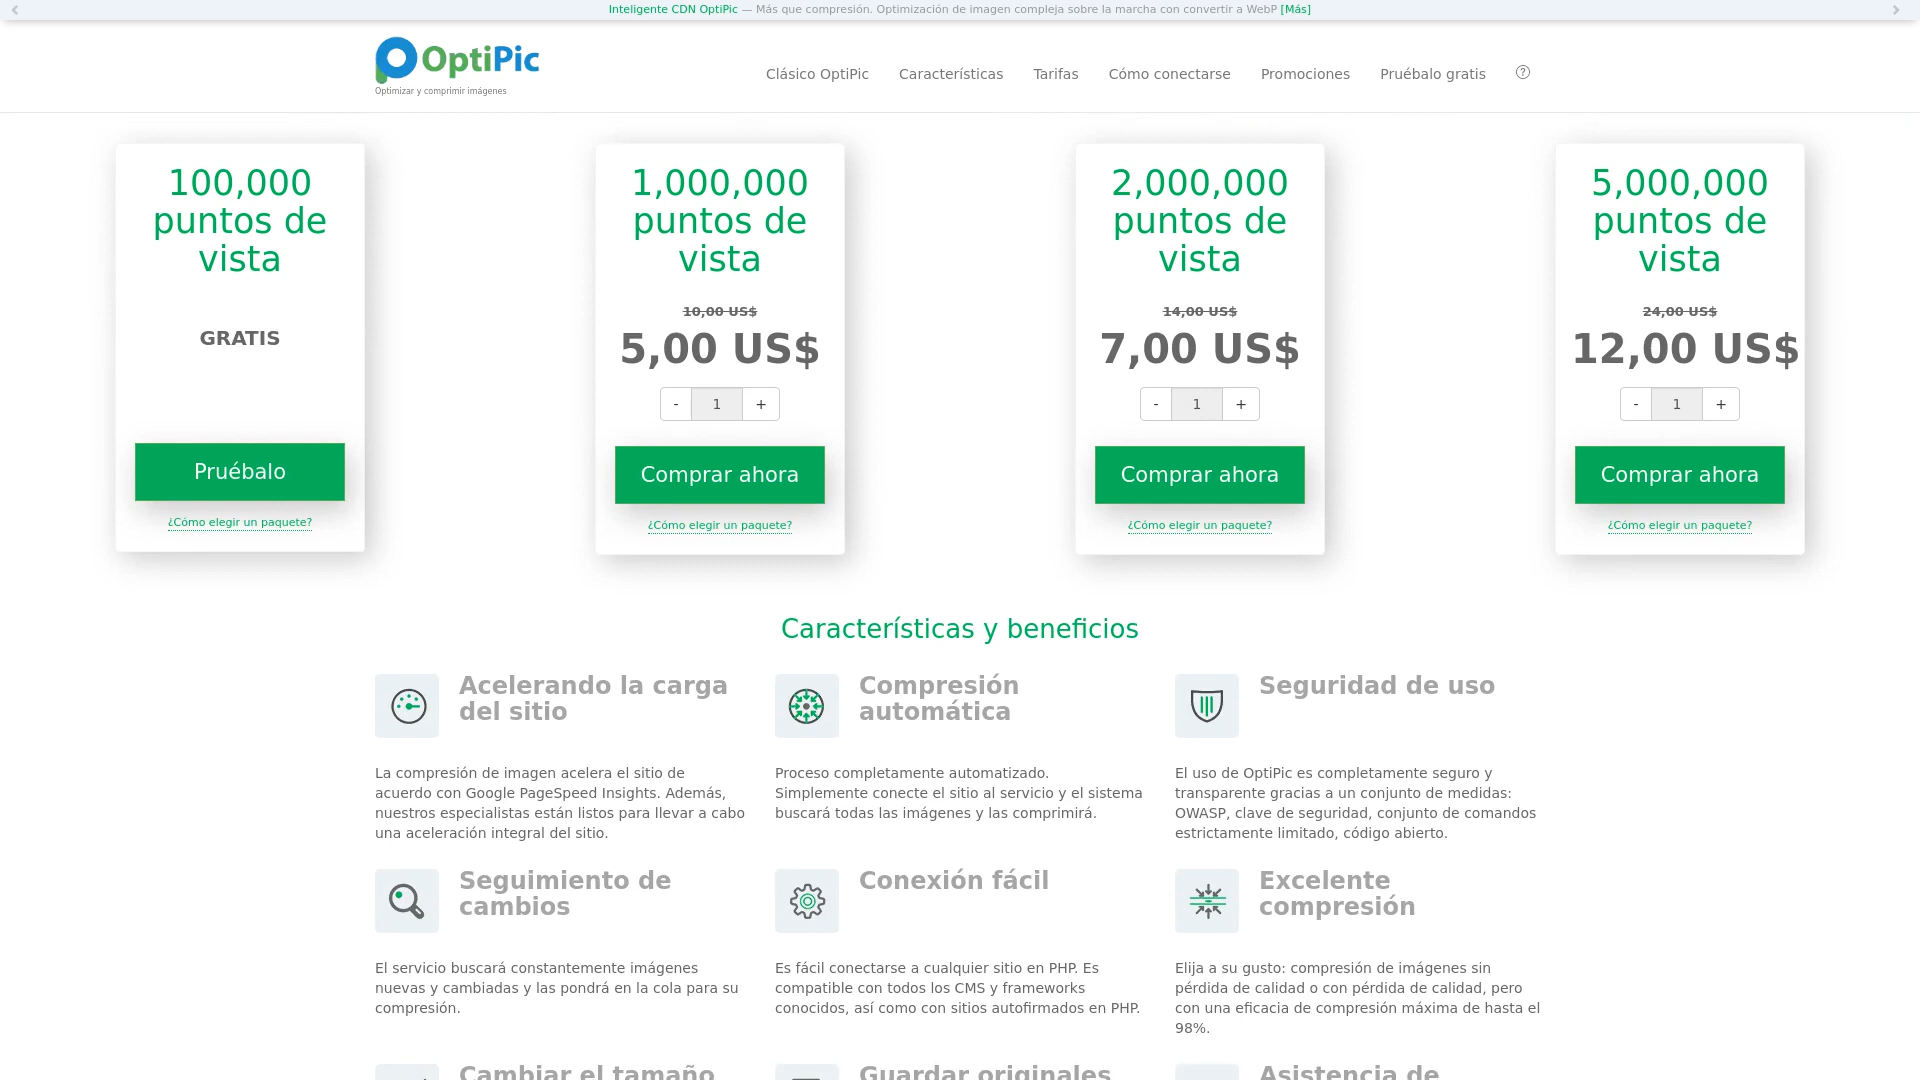 Inteligente CDN OptiPic — Más que compresión. Optimización de imagen compleja sobre la marcha con convertir a WebP [Más]
OptiPic
Optimizar y comprimir imágenes
Clásico OptiPic
Características
Tarifas
Cómo conectarse
Promociones
Pruébalo gratis
?
100,000
puntos de
vista
GRATIS
Pruébalo
¿Cómo elegir un paquete?
1,000,000
puntos de
vista
10,00 US$
5,00 US$
- 1 +
Comprar ahora
¿Cómo elegir un paquete?
2,000,000
puntos de
vista
14,00 US$
7,00 US$
- 1 +
Comprar ahora
¿Cómo elegir un paquete?
5,000,000
puntos de
vista
24,00 US$
12,00 US$
- 1 +
Comprar ahora
¿Cómo elegir un paquete?
Características y beneficios
Acelerando la carga
del sitio
La compresión de imagen acelera el sitio de
acuerdo con Google PageSpeed Insights. Además,
nuestros especialistas están listos para llevar a cabo
una aceleración integral del sitio.
Compresión
automática
Proceso completamente automatizado.
Simplemente conecte el sitio al servicio y el sistema
buscará todas las imágenes y las comprimirá.
Seguridad de uso
El uso de OptiPic es completamente seguro y
transparente gracias a un conjunto de medidas:
OWASP, clave de seguridad, conjunto de comandos
estrictamente limitado, código abierto.
Seguimiento de
cambios
El servicio buscará constantemente imágenes
nuevas y cambiadas y las pondrá en la cola para su
compresión.
Conexión fácil
Es fácil conectarse a cualquier sitio en PHP. Es
compatible con todos los CMS y frameworks
conocidos, así como con sitios autofirmados en PHP.
Excelente
compresión
Elija a su gusto: compresión de imágenes sin
pérdida de calidad o con pérdida de calidad, pero
con una eficacia de compresión máxima de hasta el
98%.
Cambiar el tamaño
Guardar originales
Asistencia de